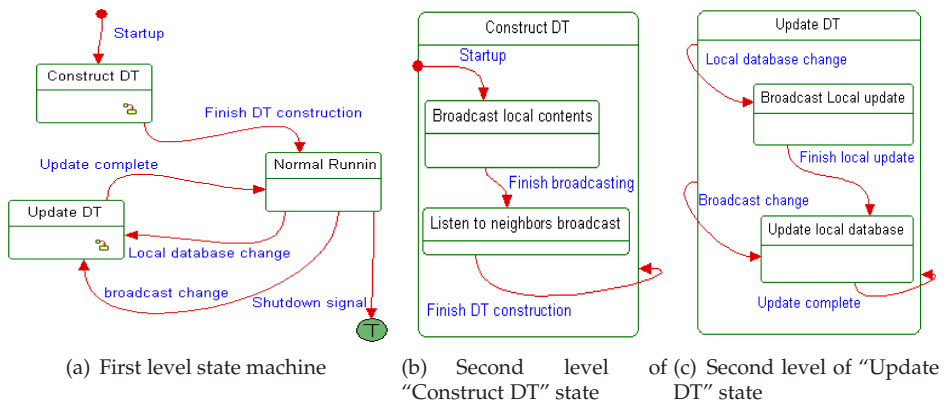 Startup
Construct DT
Finish DT construction
Update complete
Normal Runnin
Update DT
Local database change
broadcast change
Shutdown signal
T
(a) First level state machine
Construct DT
Startup
Broadcast local contents
Finish broadcasting
Listen to neighbors broadcast
Finish DT construction
(b) Second level of
"Construct DT" state
Update DT
Local database change
Broadcast Local update
Finish local update
Broadcast change
Update local database
Update complete
(c) Second level of "Update
DT" state